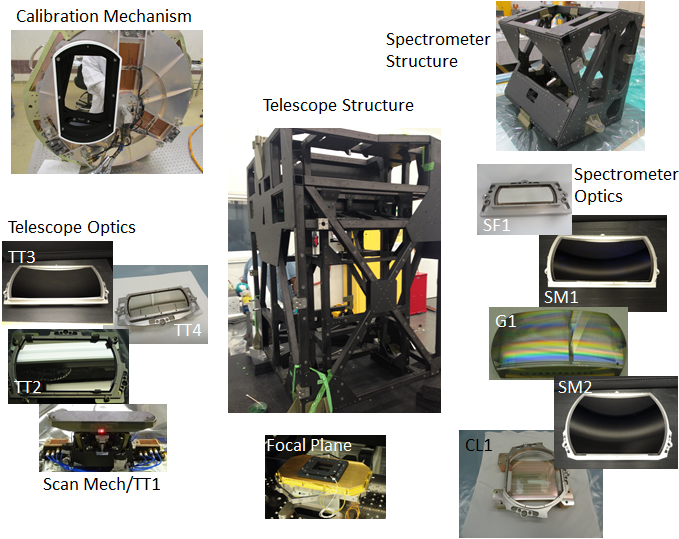 Calibration Mechanism
Spectrometer
Structure
Telescope Structure
Spectrometer
Optics
SF1
Telescope Optics
TT3
TT4
SM1
G1
TT2
SM2
Focal Plane
CL1
Scan Mech/TT1